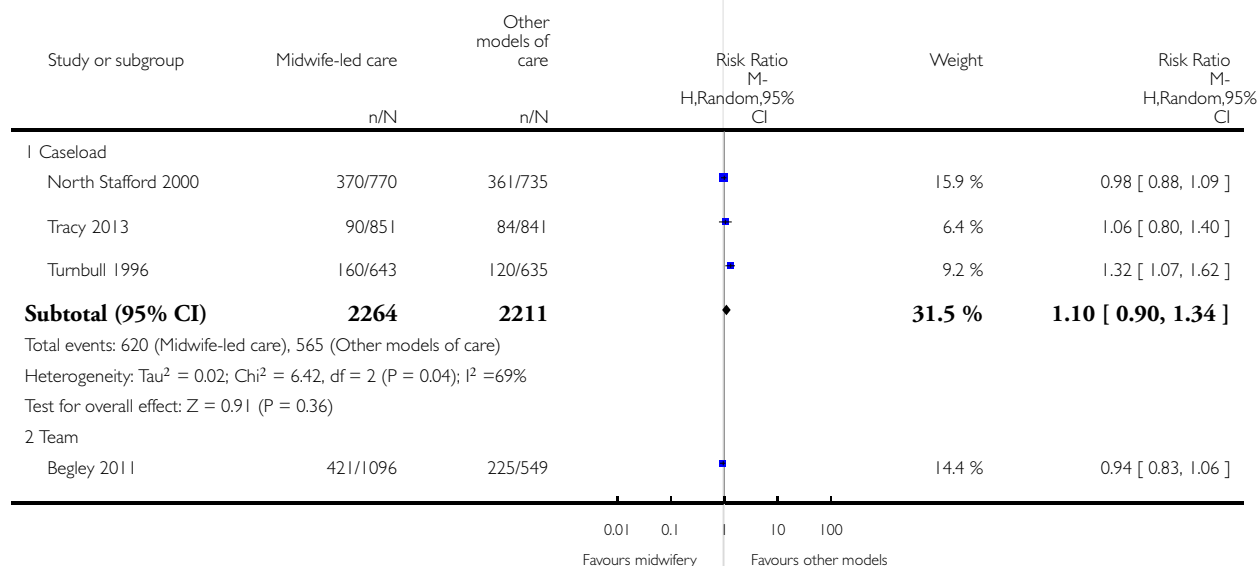 Study or subgroup Midwife-led care Other models of care Risk Ratio M-H,Random,95% CI Weight Risk Ratio M-H,Random,95% CI
n/N n/N
1 Caseload
North Stafford 2000 370/770 361/735 15.9 % 0.98 [ 0.88, 1.09 ]
Tracy 2013 90/851 84/841 6.4 % 1.06 [ 0.80, 1.40 ]
Turnbull 1996 160/643 120/635 9.2 % 1.32 [ 1.07, 1.62 ]
Subtotal (95% CI) 2264 2211 31.5 % 1.10 [ 0.90, 1.34 ]
Total events: 620 (Midwife-led care), 565 (Other models of care)
Heterogeneity: Tau² = 0.02; Chi² = 6.42, df = 2 (P = 0.04); I² =69%
Test for overall effect: Z = 0.91 (P = 0.36)
2 Team
Begley 2011 421/1096 225/549 14.4 % 0.94 [ 0.83, 1.06 ]
0.01 0.1 1 10 100
Favours midwifery Favours other models